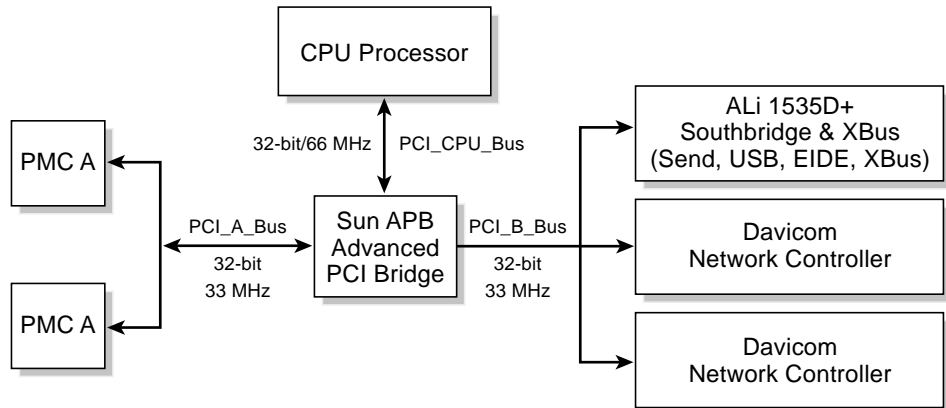 CPU Processor
32-bit/66 MHz
PCI_CPU_Bus
PMC A
PMC A
PCI_A_Bus
32-bit
33 MHz
Sun APB
Advanced
PCI Bridge
PCI_B_Bus
32-bit
33 MHz
ALi 1535D+
Southbridge & XBus
(Send, USB, EIDE, XBus)
Davicom
Network Controller
Davicom
Network Controller